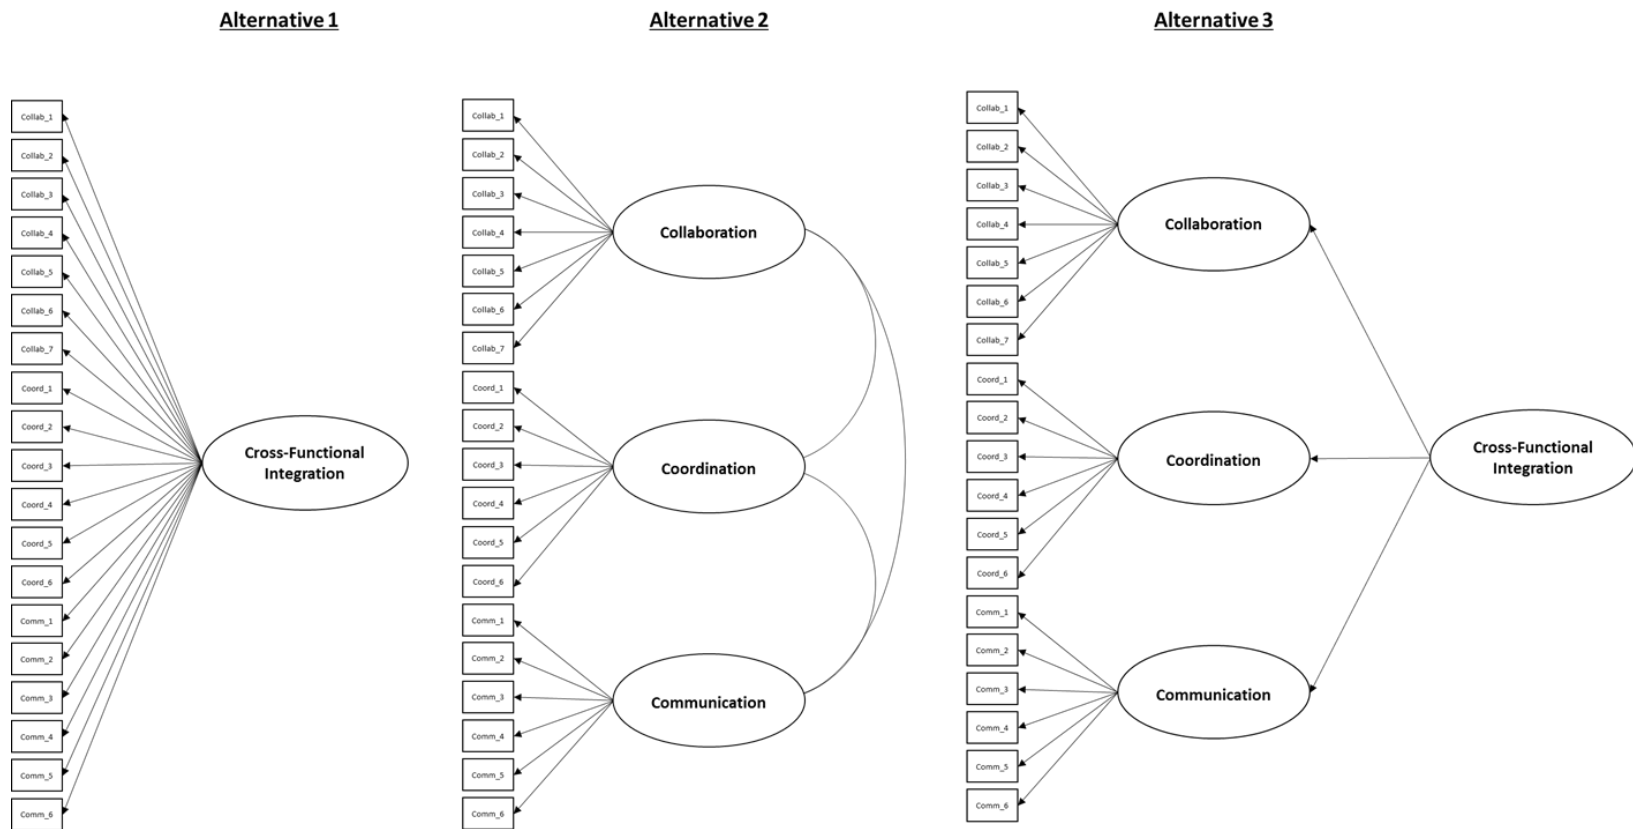 Alternative 1
Alternative 2
Alternative 3
Collab_1
Collab_2
Collab_3
Collab_4
Collab_5
Collab_6
Collab_7
Coord_1
Coord_2
Coord_3
Coord_4
Coord_5
Coord_6
Comm_1
Comm_2
Comm_3
Comm_4
Comm_5
Comm_6
Cross-Functional
Integration
Collab_1
Collab_2
Collab_3
Collab_4
Collab_5
Collab_6
Collab_7
Coord_1
Coord_2
Coord_3
Coord_4
Coord_5
Coord_6
Comm_1
Comm_2
Comm_3
Comm_4
Comm_5
Comm_6
Collaboration
Coordination
Communication
Collab_1
Collab_2
Collab_3
Collab_4
Collab_5
Collab_6
Collab_7
Coord_1
Coord_2
Coord_3
Coord_4
Coord_5
Coord_6
Comm_1
Comm_2
Comm_3
Comm_4
Comm_5
Comm_6
Collaboration
Coordination
Communication
Cross-Functional
Integration